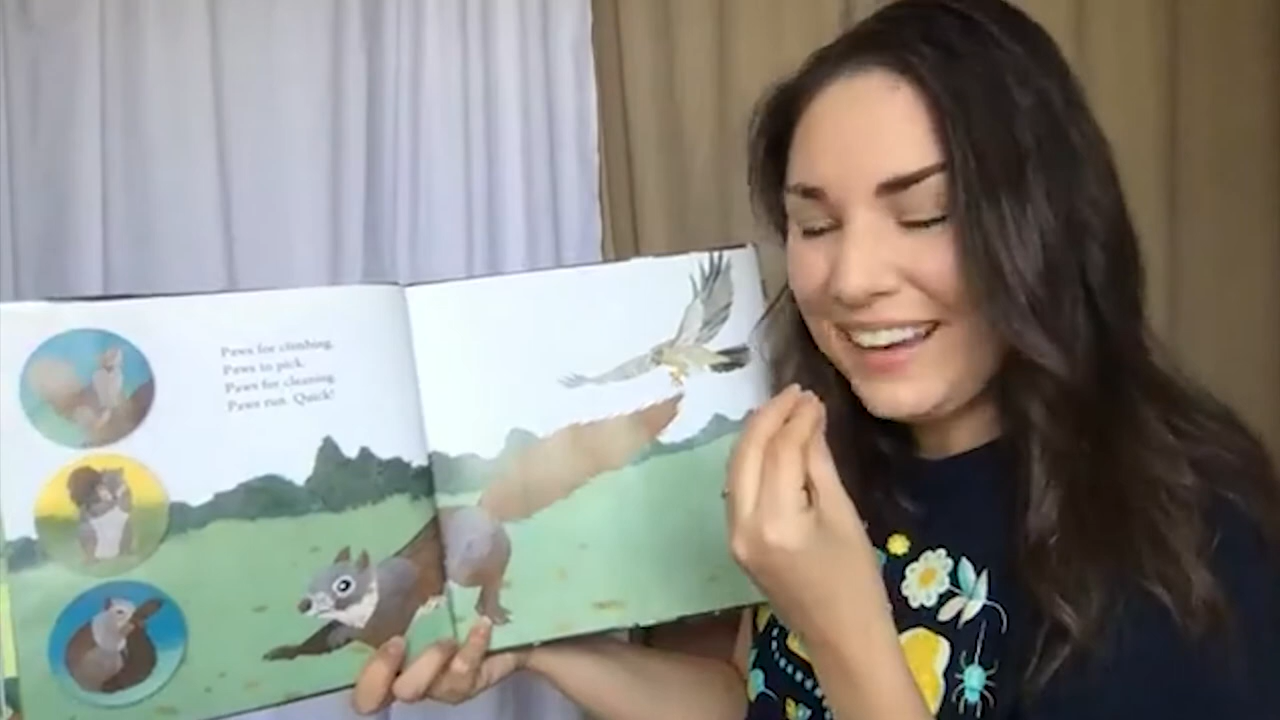 Paws for climbing,
Paws to pick,
Paws for cleaning.
Paws run. Quick!